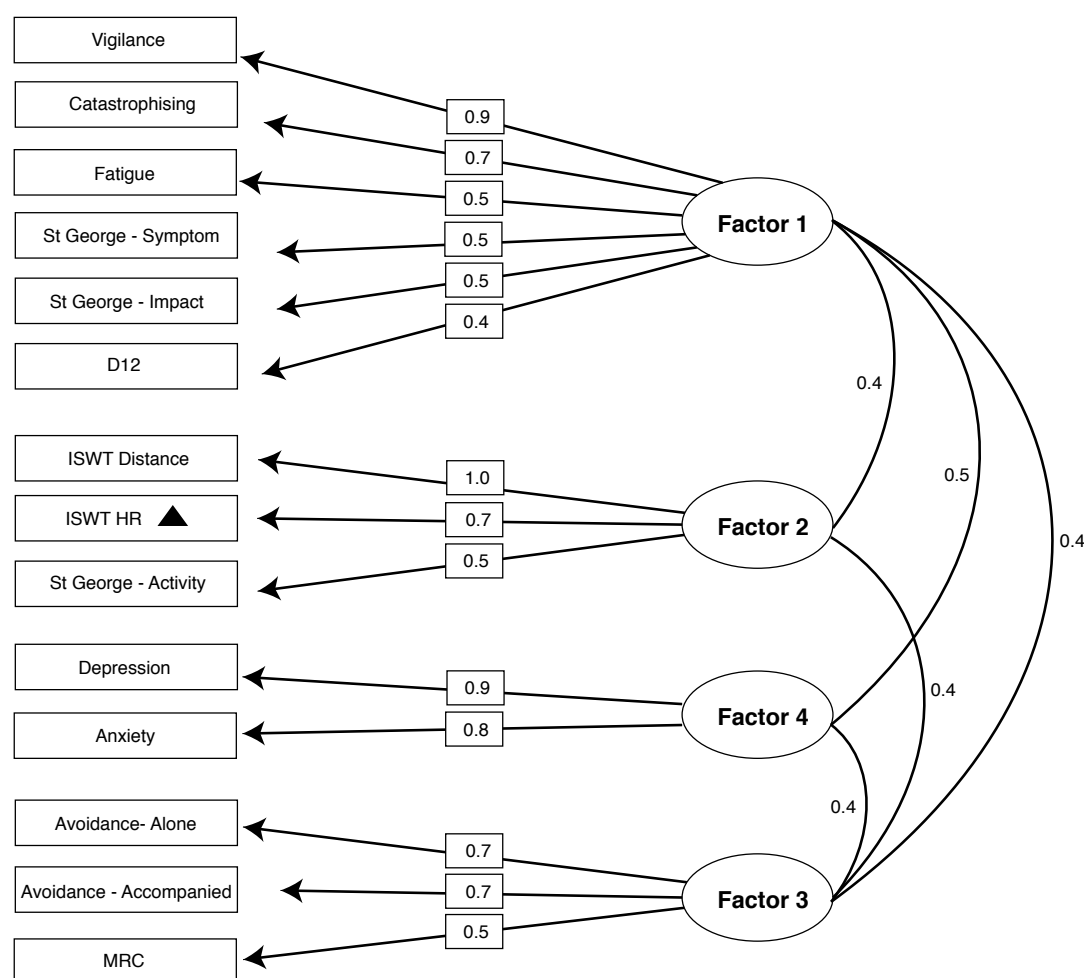 Vigilance
Catastrophising
Fatigue
St George - Symptom
St George - Impact
D12
0.9
0.7
0.5
0.5
0.5
0.4
Factor 1
ISWT Distance
ISWT HR ▲
St George - Activity
1.0
0.7
0.5
Factor 2
Depression
Anxiety
0.9
0.8
Factor 4
Avoidance- Alone
Avoidance - Accompanied
MRC
0.7
0.7
0.5
Factor 3
0.4
0.5
0.4
0.4
0.4